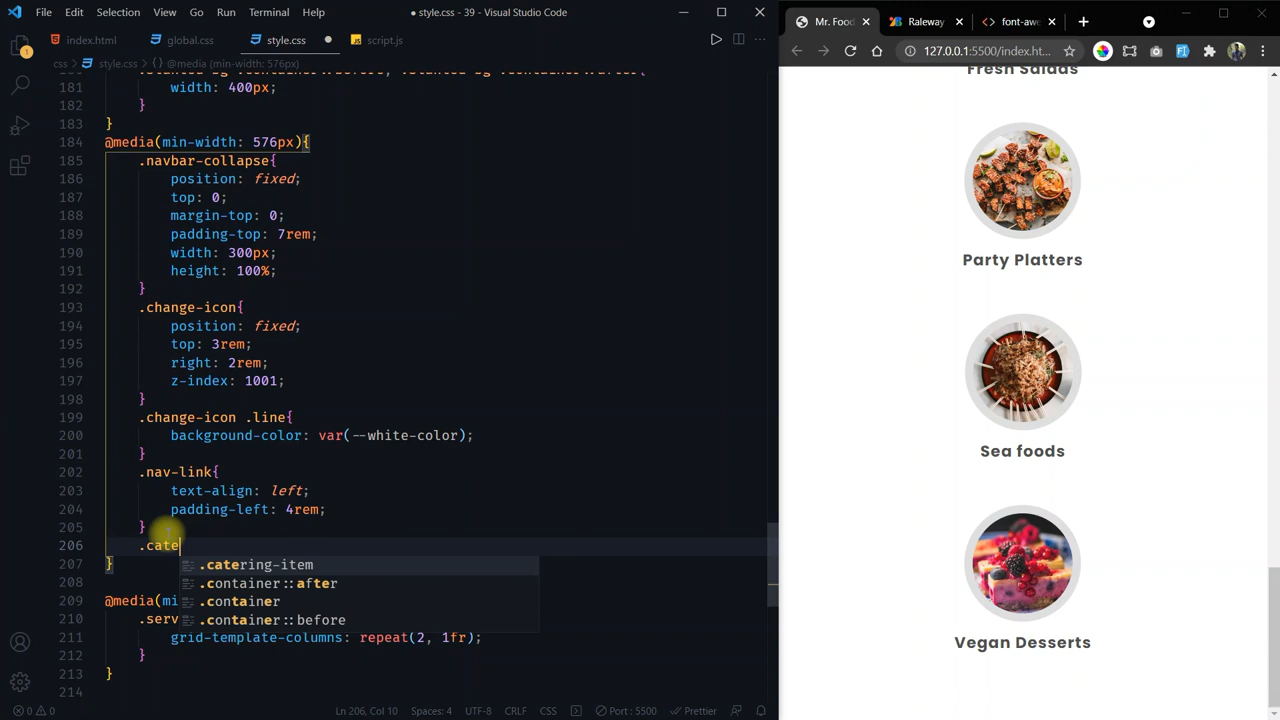 File Edit Selection View Go Run Terminal Help ● style.css - 39 - Visual Studio Code
index.html global.css style.css script.js
css > style.css > {} @media (min-width: 576px)
181 width: 400px;
182 }
183 }
184 @media(min-width: 576px){
185 .navbar-collapse{
186 position: fixed;
187 top: 0;
188 margin-top: 0;
189 padding-top: 7rem;
190 width: 300px;
191 height: 100%;
192 }
193 .change-icon{
194 position: fixed;
195 top: 3rem;
196 right: 2rem;
197 z-index: 1001;
198 }
199 .change-icon .line{
200 background-color: var(--white-color);
201 }
202 .nav-link{
203 text-align: left;
204 padding-left: 4rem;
205 }
206 .cate
.catering-item
207 }
.container::after
208
.container
209 @media(mi
.container::before
210 .serv
211 grid-template-columns: repeat(2, 1fr);
212 }
213 }
214
0 0 Ln 206, Col 10 Spaces: 4 UTF-8 CRLF CSS Port : 5500 Prettier
1
Mr. Food Raleway font-awe
127.0.0.1:5500/index.ht...
Fresh Salads
Party Platters
Sea foods
Vegan Desserts